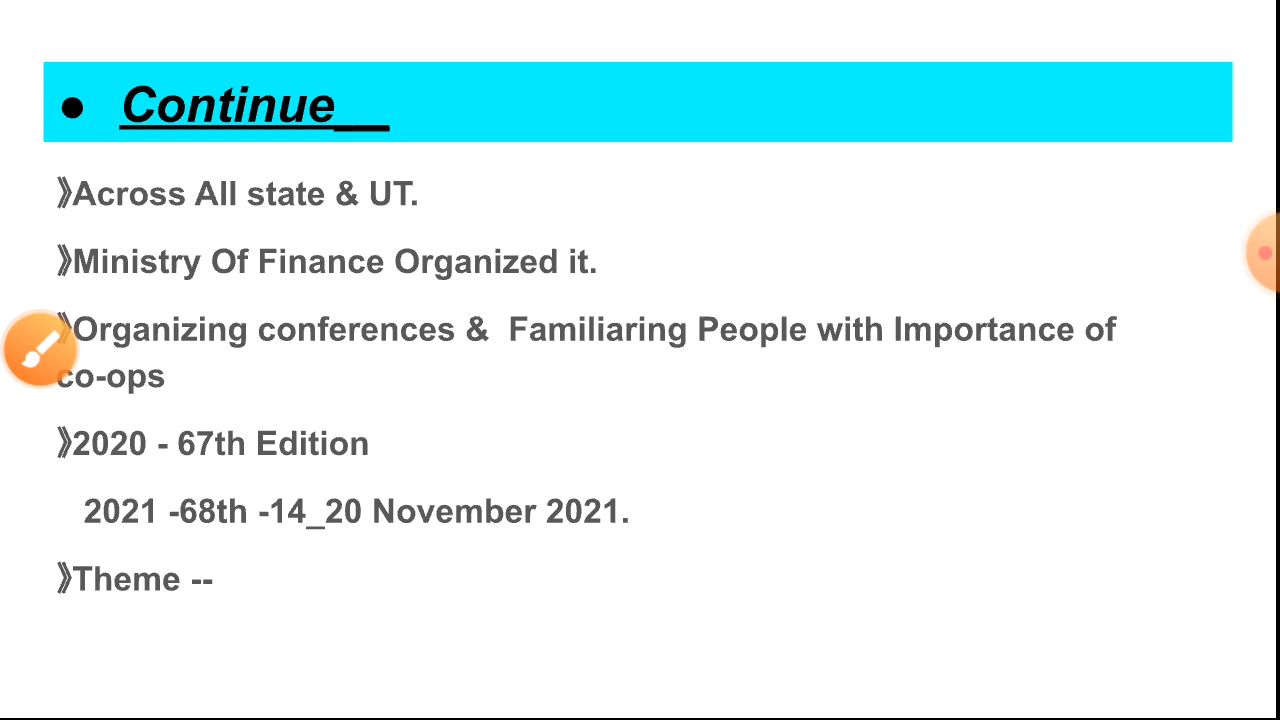 ● Continue__
》Across All state & UT.
》Ministry Of Finance Organized it.
》Organizing conferences &  Familiaring People with Importance of
co-ops
》2020 - 67th Edition
2021 -68th -14_20 November 2021.
》Theme --